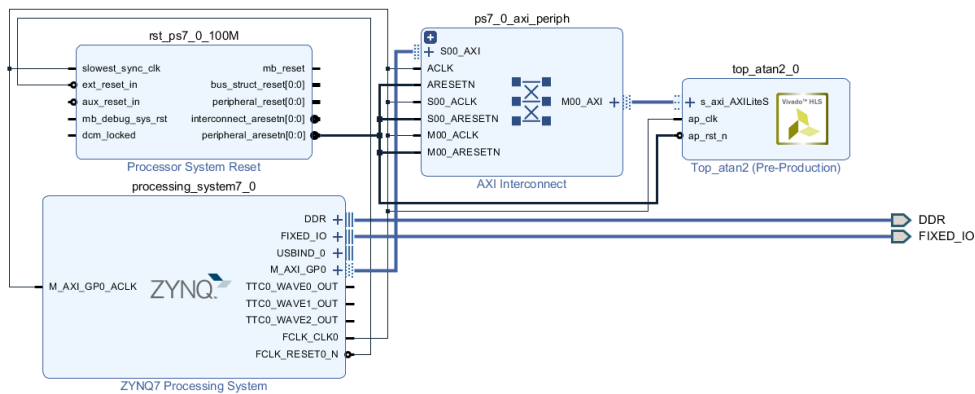 rst_ps7_0_100M
slowest_sync_clk
ext_reset_in
aux_reset_in
mb_debug_sys_rst
dcm_locked
mb_reset
bus_struct_reset[0:0]
peripheral_reset[0:0]
interconnect_aresetn[0:0]
peripheral_aresetn[0:0]
Processor System Reset
ps7_0_axi_periph
S00_AXI
ACLK
ARESETN
S00_ACLK
S00_ARESETN
M00_ACLK
M00_ARESETN
M00_AXI
AXI Interconnect
top_atan2_0
s_axi_AXILiteS
ap_clk
ap_rst_n
Vivado™ HLS
Top_atan2 (Pre-Production)
processing_system7_0
M_AXI_GP0_ACLK
ZYNQ™
DDR
FIXED_IO
USBIND_0
M_AXI_GP0
TTC0_WAVE0_OUT
TTC0_WAVE1_OUT
TTC0_WAVE2_OUT
FCLK_CLK0
FCLK_RESET0_N
ZYNQ7 Processing System
DDR
FIXED_IO